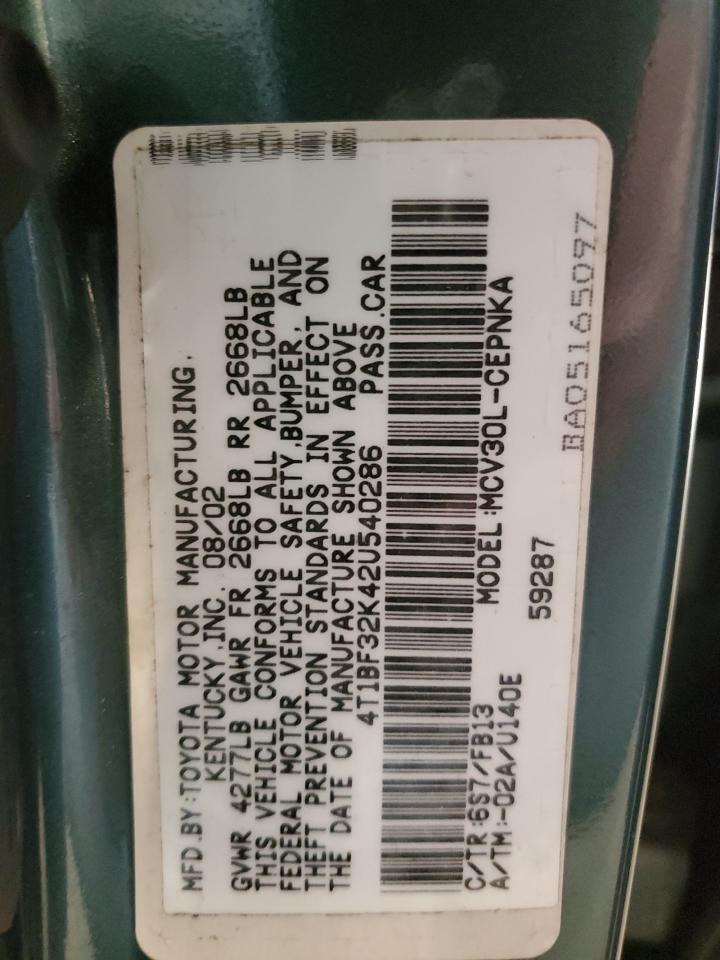 MFD.BY:TOYOTA MOTOR MANUFACTURING.
KENTUCKY,INC. 08/02
GVWR 4277LB GAWR FR 2668LB RR 2668LB
THIS VEHICLE CONFORMS TO ALL APPLICABLE
FEDERAL MOTOR VEHICLE SAFETY,BUMPER, AND
THEFT PREVENTION STANDARDS IN EFFECT ON
THE DATE OF MANUFACTURE SHOWN ABOVE
4T1BF32K42U540286 PASS.CAR
C/TR:6S7/FB13 MODEL:MCV30L-CEPNKA
A/TM:-02A/U140E
59287
BA05165097